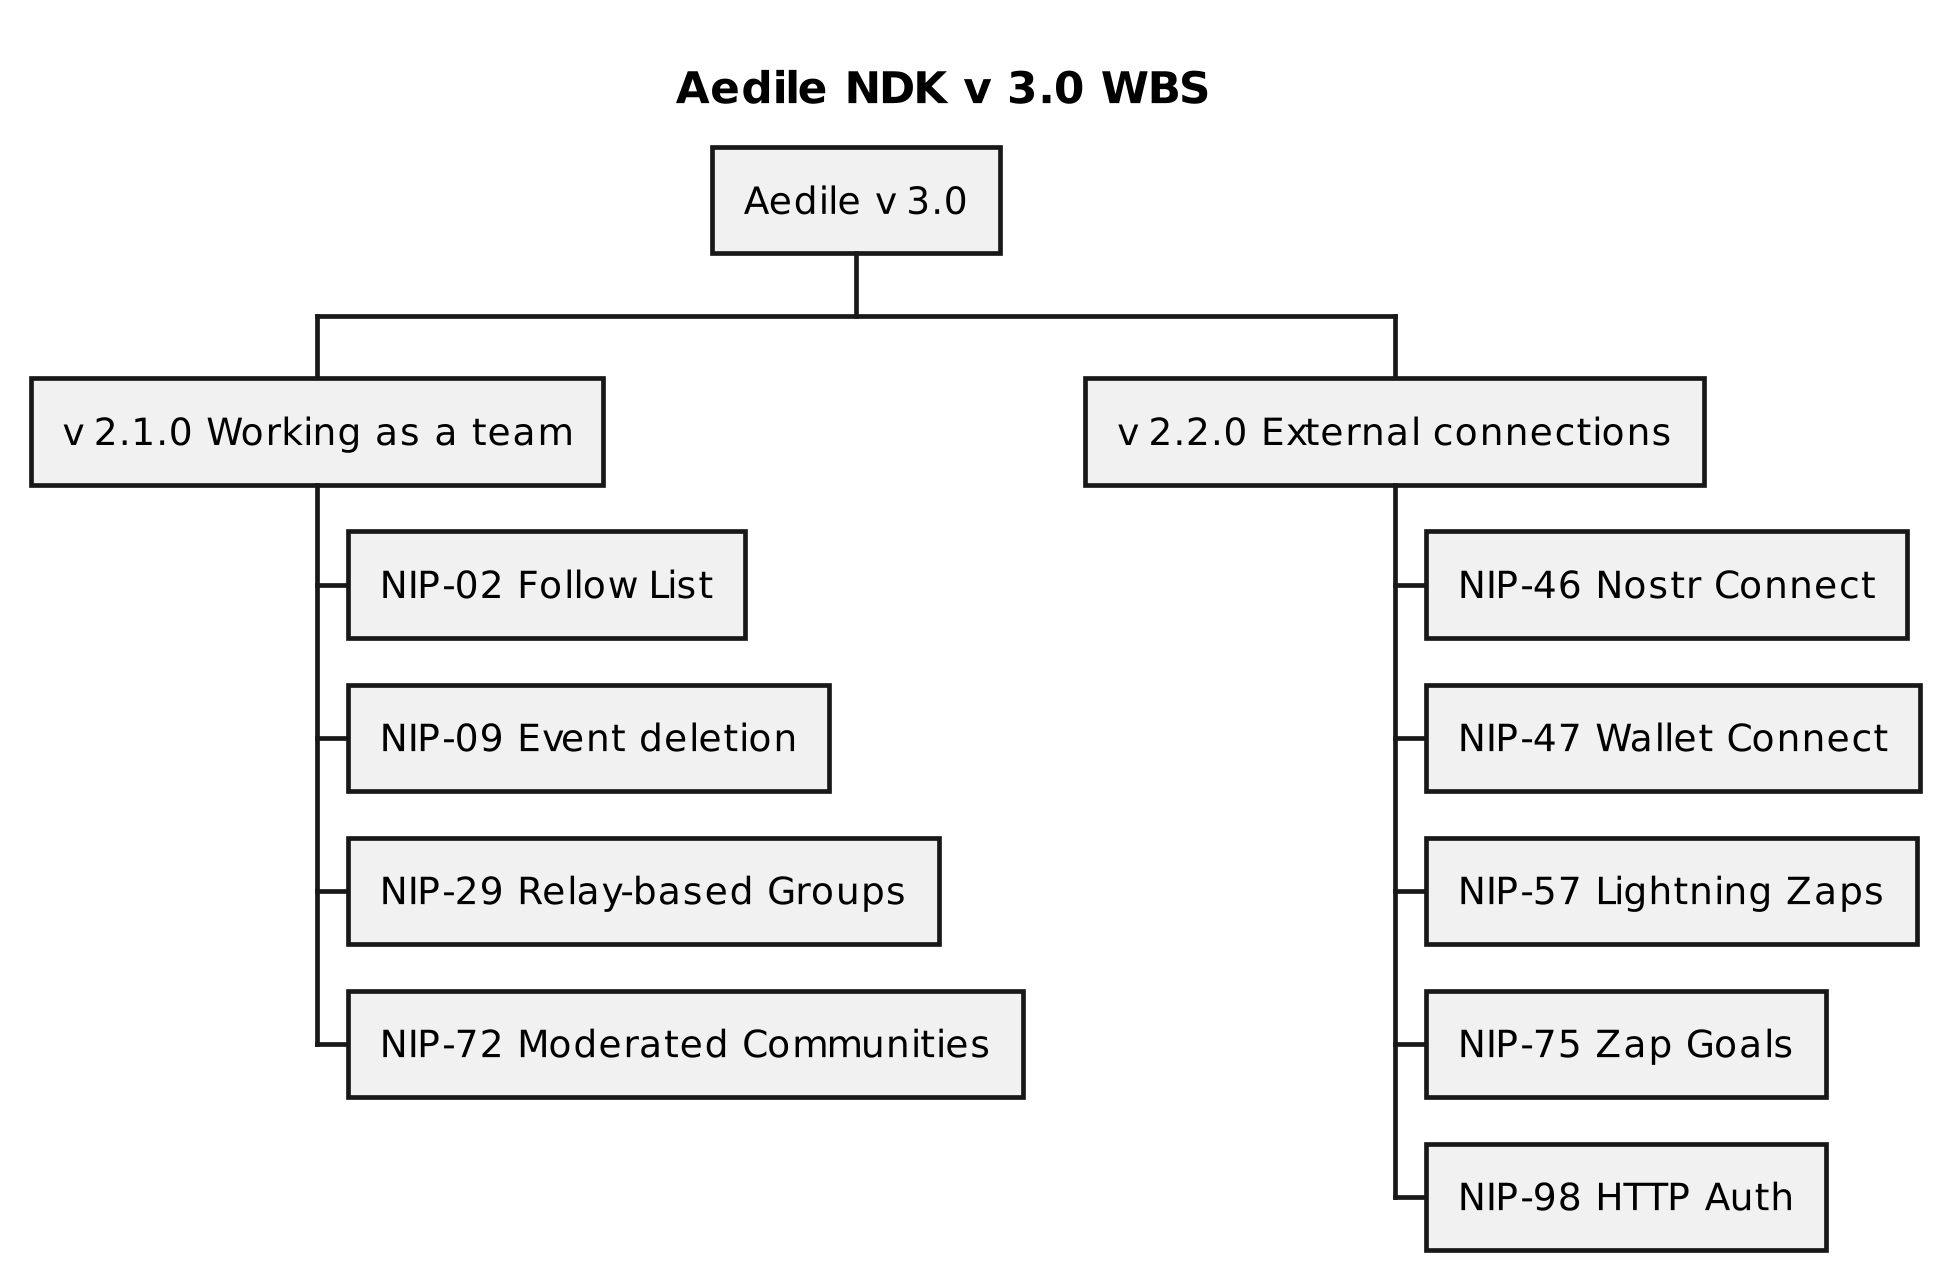 Aedile NDK v 3.0 WBS
Aedile v 3.0
v 2.1.0 Working as a team
NIP-02 Follow List
NIP-09 Event deletion
NIP-29 Relay-based Groups
NIP-72 Moderated Communities
v 2.2.0 External connections
NIP-46 Nostr Connect
NIP-47 Wallet Connect
NIP-57 Lightning Zaps
NIP-75 Zap Goals
NIP-98 HTTP Auth